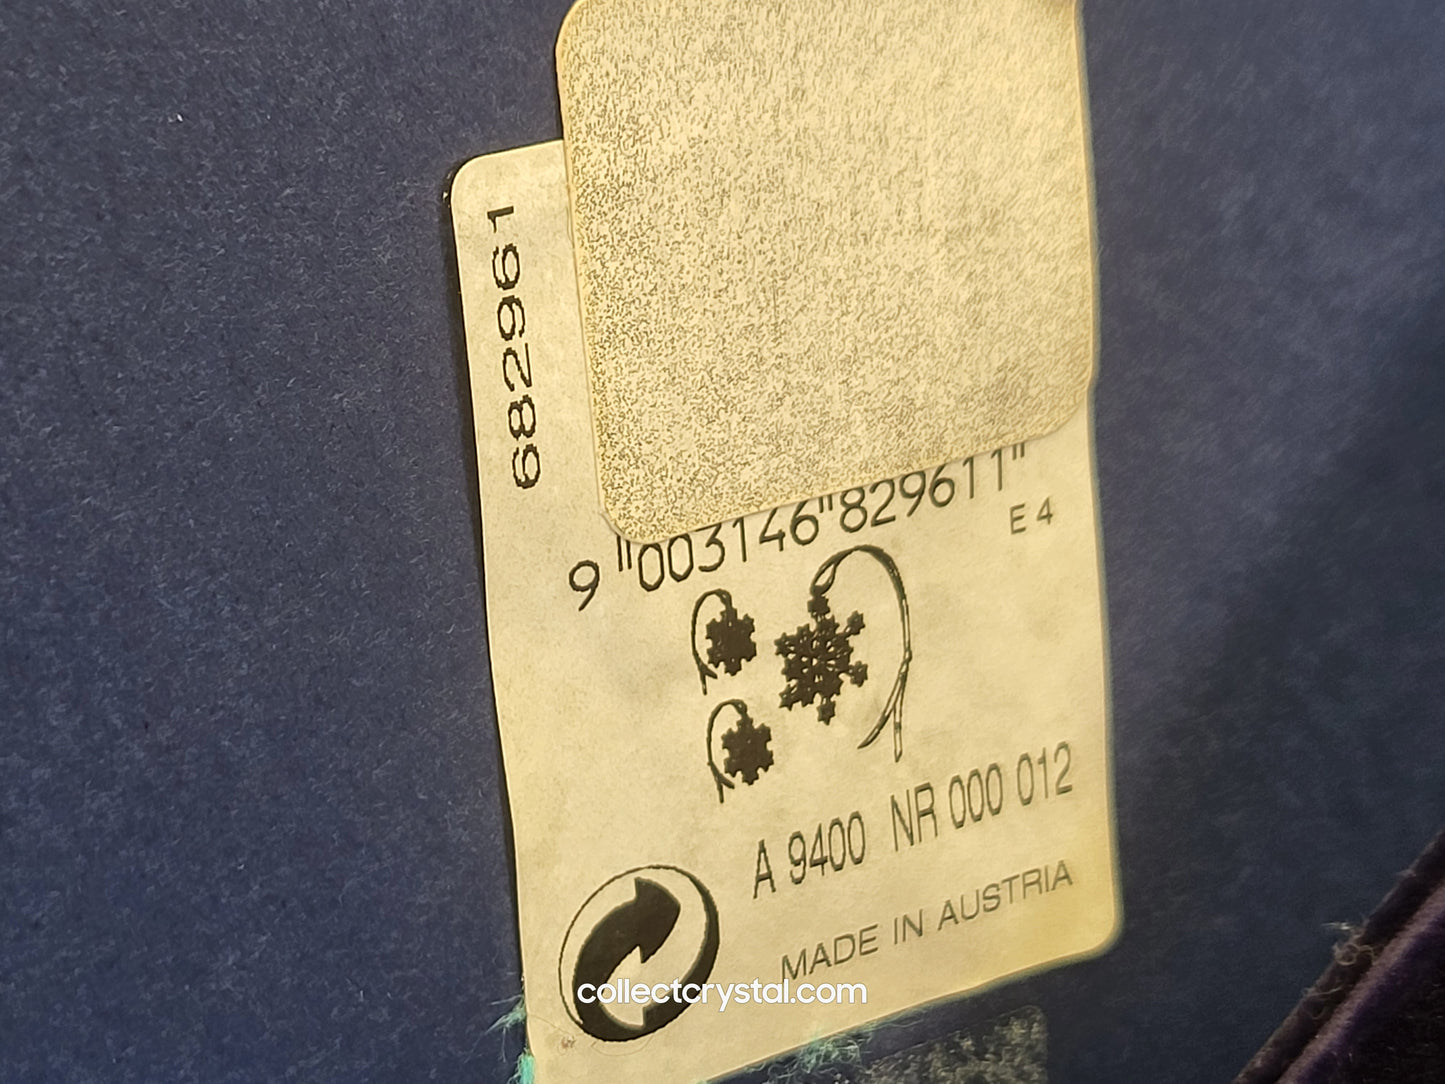 682961
9 "003146"829611"
E 4
A 9400 NR 000 012
MADE IN AUSTRIA
collectcrystal.com